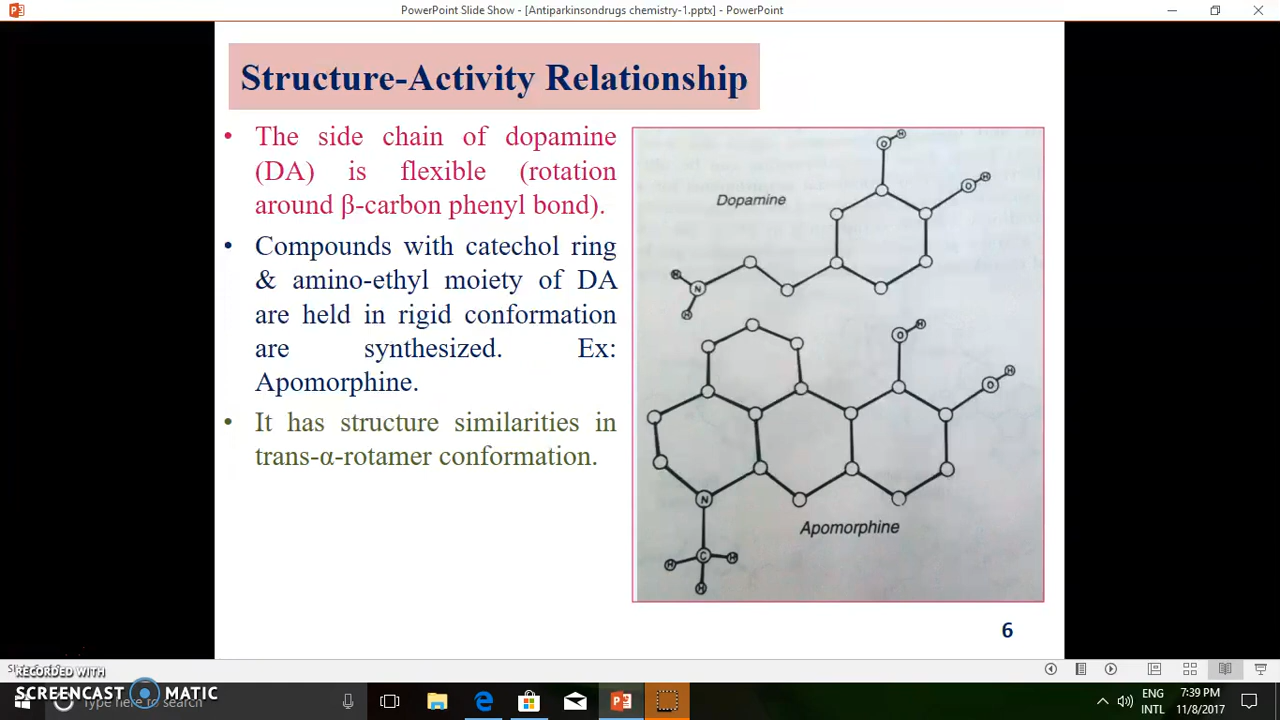 PowerPoint Slide Show - [Antiparkinsondrugs chemistry-1.pptx] - PowerPoint
Structure-Activity Relationship
• The side chain of dopamine
(DA) is flexible (rotation
around β-carbon phenyl bond).
• Compounds with catechol ring
& amino-ethyl moiety of DA
are held in rigid conformation
are synthesized. Ex:
Apomorphine.
• It has structure similarities in
trans-α-rotamer conformation.
H
O
H
O
Dopamine
H
N
H
H
O
H
O
N
Apomorphine
H
C
H
H
6
RECORDED WITH
SCREENCAST MATIC
Type here to search
ENG
INTL
7:39 PM
11/8/2017